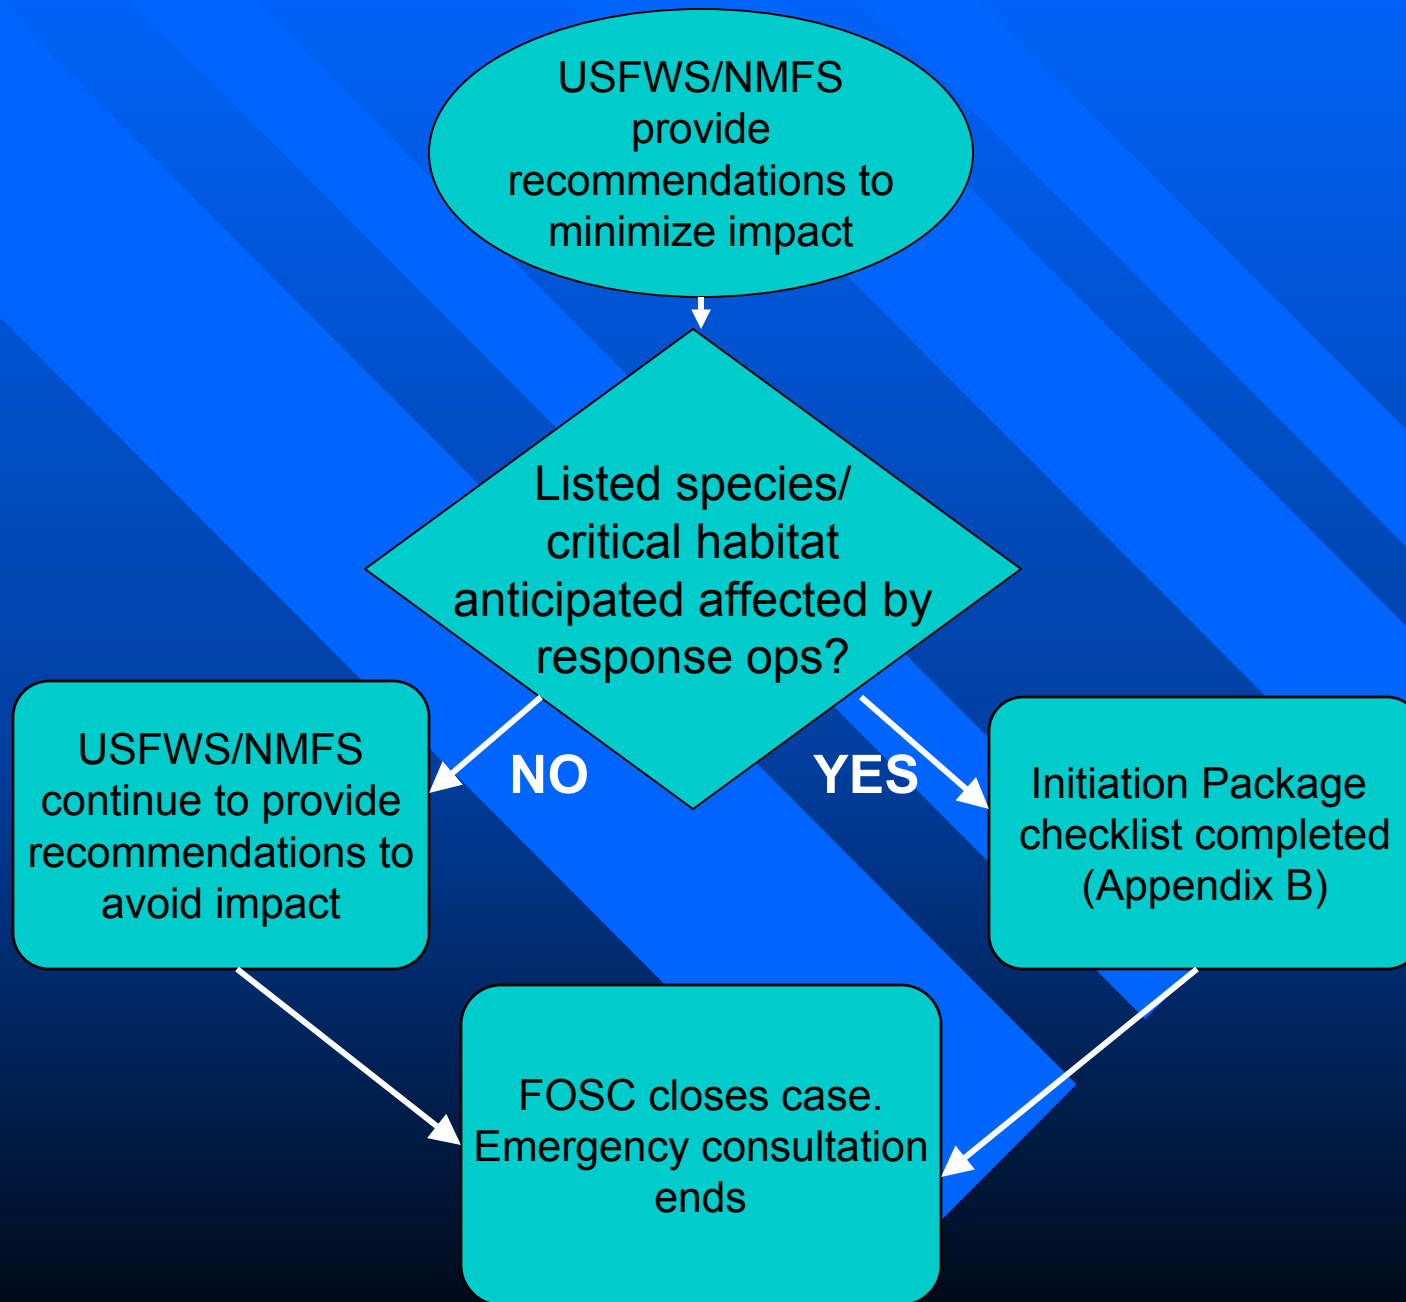 USFWS/NMFS
provide
recommendations to
minimize impact
Listed species/
critical habitat
anticipated affected by
response ops?
NO
YES
USFWS/NMFS
continue to provide
recommendations to
avoid impact
Initiation Package
checklist completed
(Appendix B)
FOSC closes case.
Emergency consultation
ends